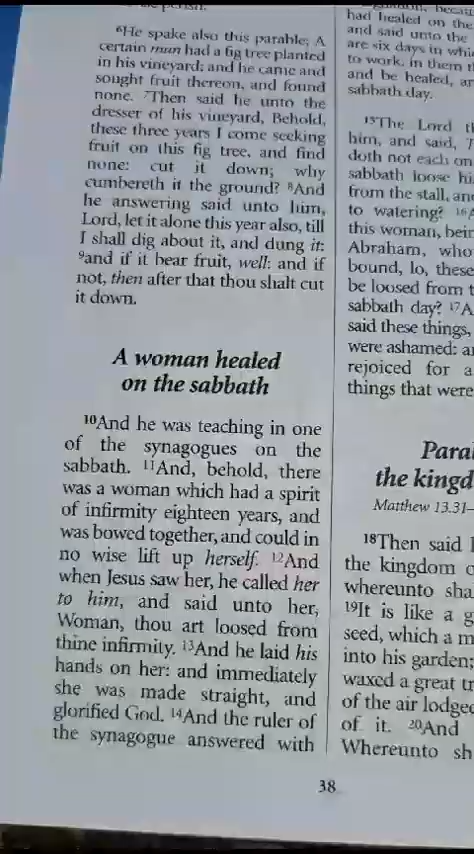 6He spake also this parable; A
certain man had a fig tree planted
in his vineyard; and he came and
sought fruit thereon, and found
none. 7Then said he unto the
dresser of his vineyard, Behold,
these three years I come seeking
fruit on this fig tree, and find
none: cut it down; why
cumbereth it the ground? 8And
he answering said unto him,
Lord, let it alone this year also, till
I shall dig about it, and dung it:
9and if it bear fruit, well: and if
not, then after that thou shalt cut
it down.
A woman healed
on the sabbath
10And he was teaching in one
of the synagogues on the
sabbath. 11And, behold, there
was a woman which had a spirit
of infirmity eighteen years, and
was bowed together, and could in
no wise lift up herself. 12And
when Jesus saw her, he called her
to him, and said unto her,
Woman, thou art loosed from
thine infirmity. 13And he laid his
hands on her: and immediately
she was made straight, and
glorified God. 14And the ruler of
the synagogue answered with
had healed on the
and said unto the
are six days in whic
to work, in them t
and be healed, an
sabbath day.
15The Lord th
him, and said,
doth not each on
sabbath loose hi
from the stall, and
to watering? 16A
this woman, bein
Abraham, who
bound, lo, these
be loosed from t
sabbath day? 17A
said these things,
were ashamed: a
rejoiced for a
things that were
Para
the kingd
Matthew 13.31–
18Then said
the kingdom o
whereunto sha
19It is like a g
seed, which a m
into his garden;
waxed a great tr
of the air lodged
of it. 20And
Whereunto sh
38